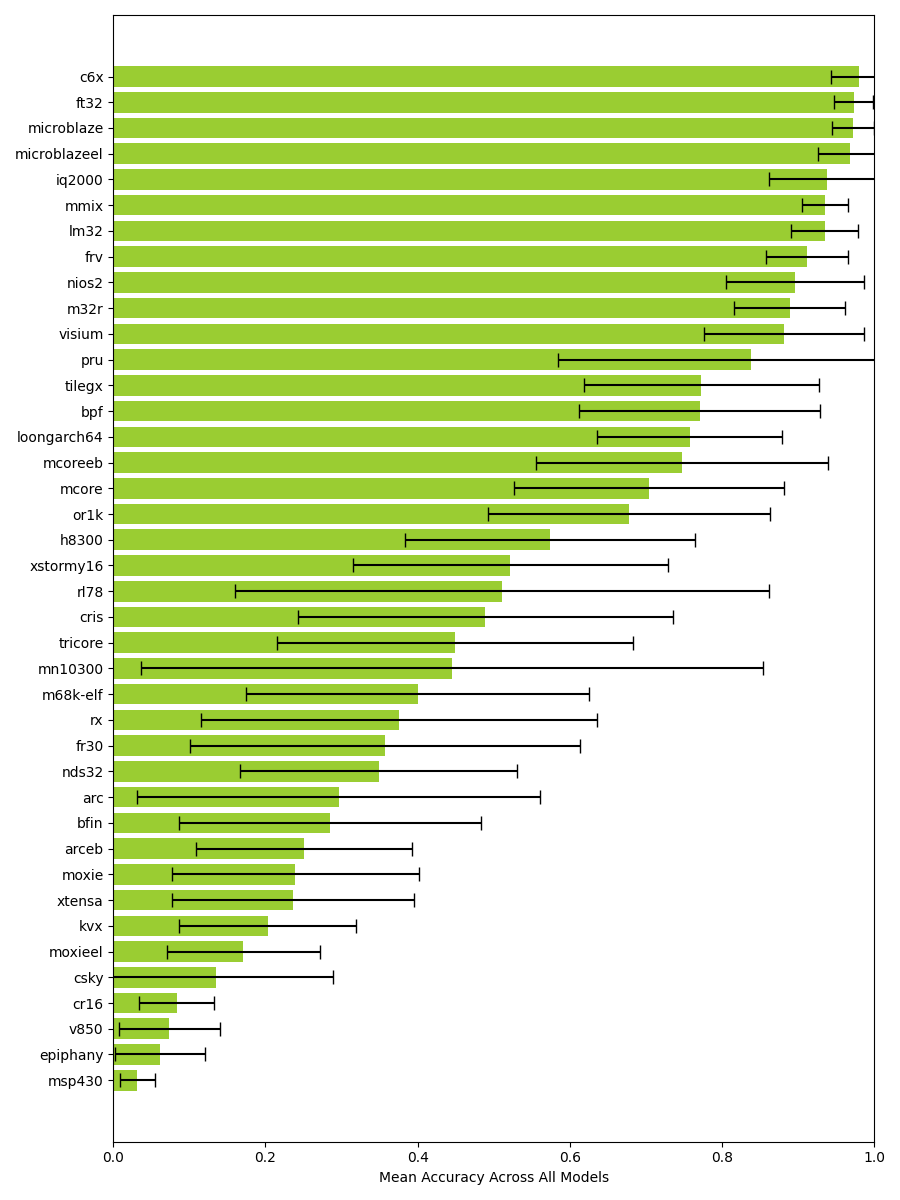 c6x
ft32
microblaze
microblazeel
iq2000
mmix
lm32
frv
nios2
m32r
visium
pru
tilegx
bpf
loongarch64
mcoreeb
mcore
or1k
h8300
xstormy16
rl78
cris
tricore
mn10300
m68k-elf
rx
fr30
nds32
arc
bfin
arceb
moxie
xtensa
kvx
moxieel
csky
cr16
v850
epiphany
msp430
0.0 0.2 0.4 0.6 0.8 1.0
Mean Accuracy Across All Models